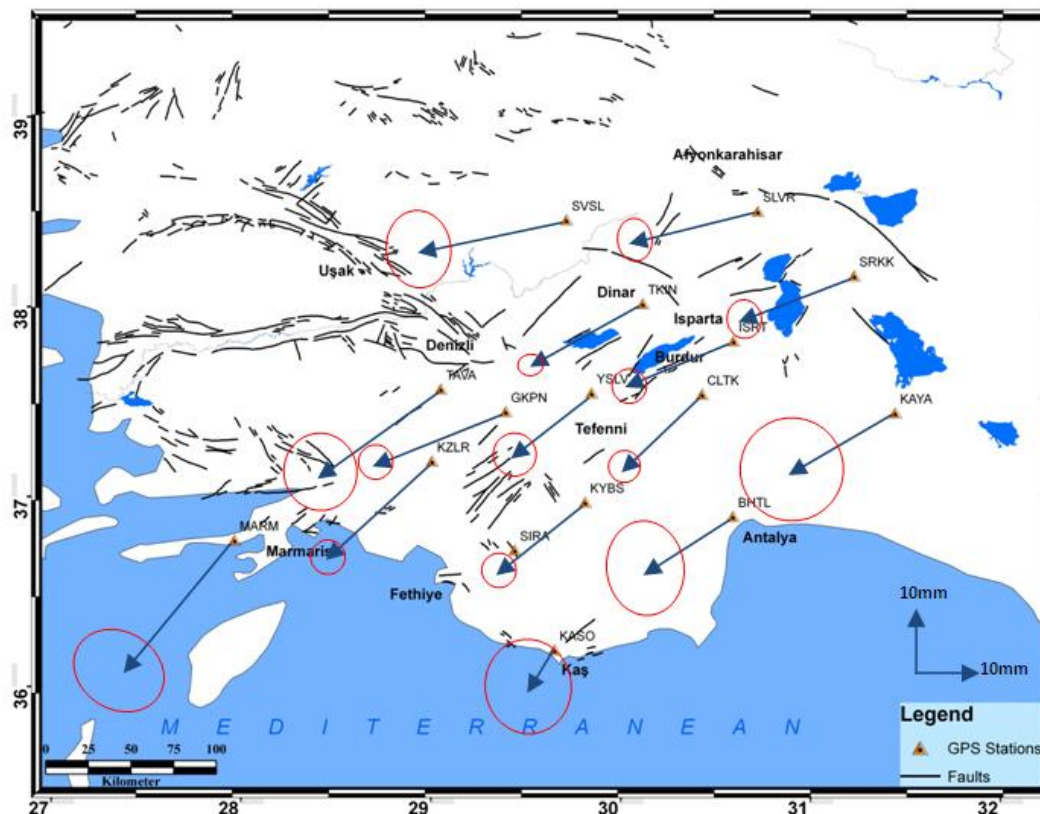 39
38
37
36
Afyonkarahisar
SVSL
SLVR
Uşak
SRKK
Dinar
TKIN
Isparta
ISRT
Denizli
Burdur
TAVA
GKPN
YSLV
CLTK
KAYA
Tefenni
KZLR
KYBS
BHTL
MARM
Marmaris
SIRA
Antalya
Fethiye
KASO
Kaş
10mm
10mm
M E D I T E R R A N E A N
0 25 50 75 100
Kilometer
Legend
GPS Stations
Faults
27 28 29 30 31 32